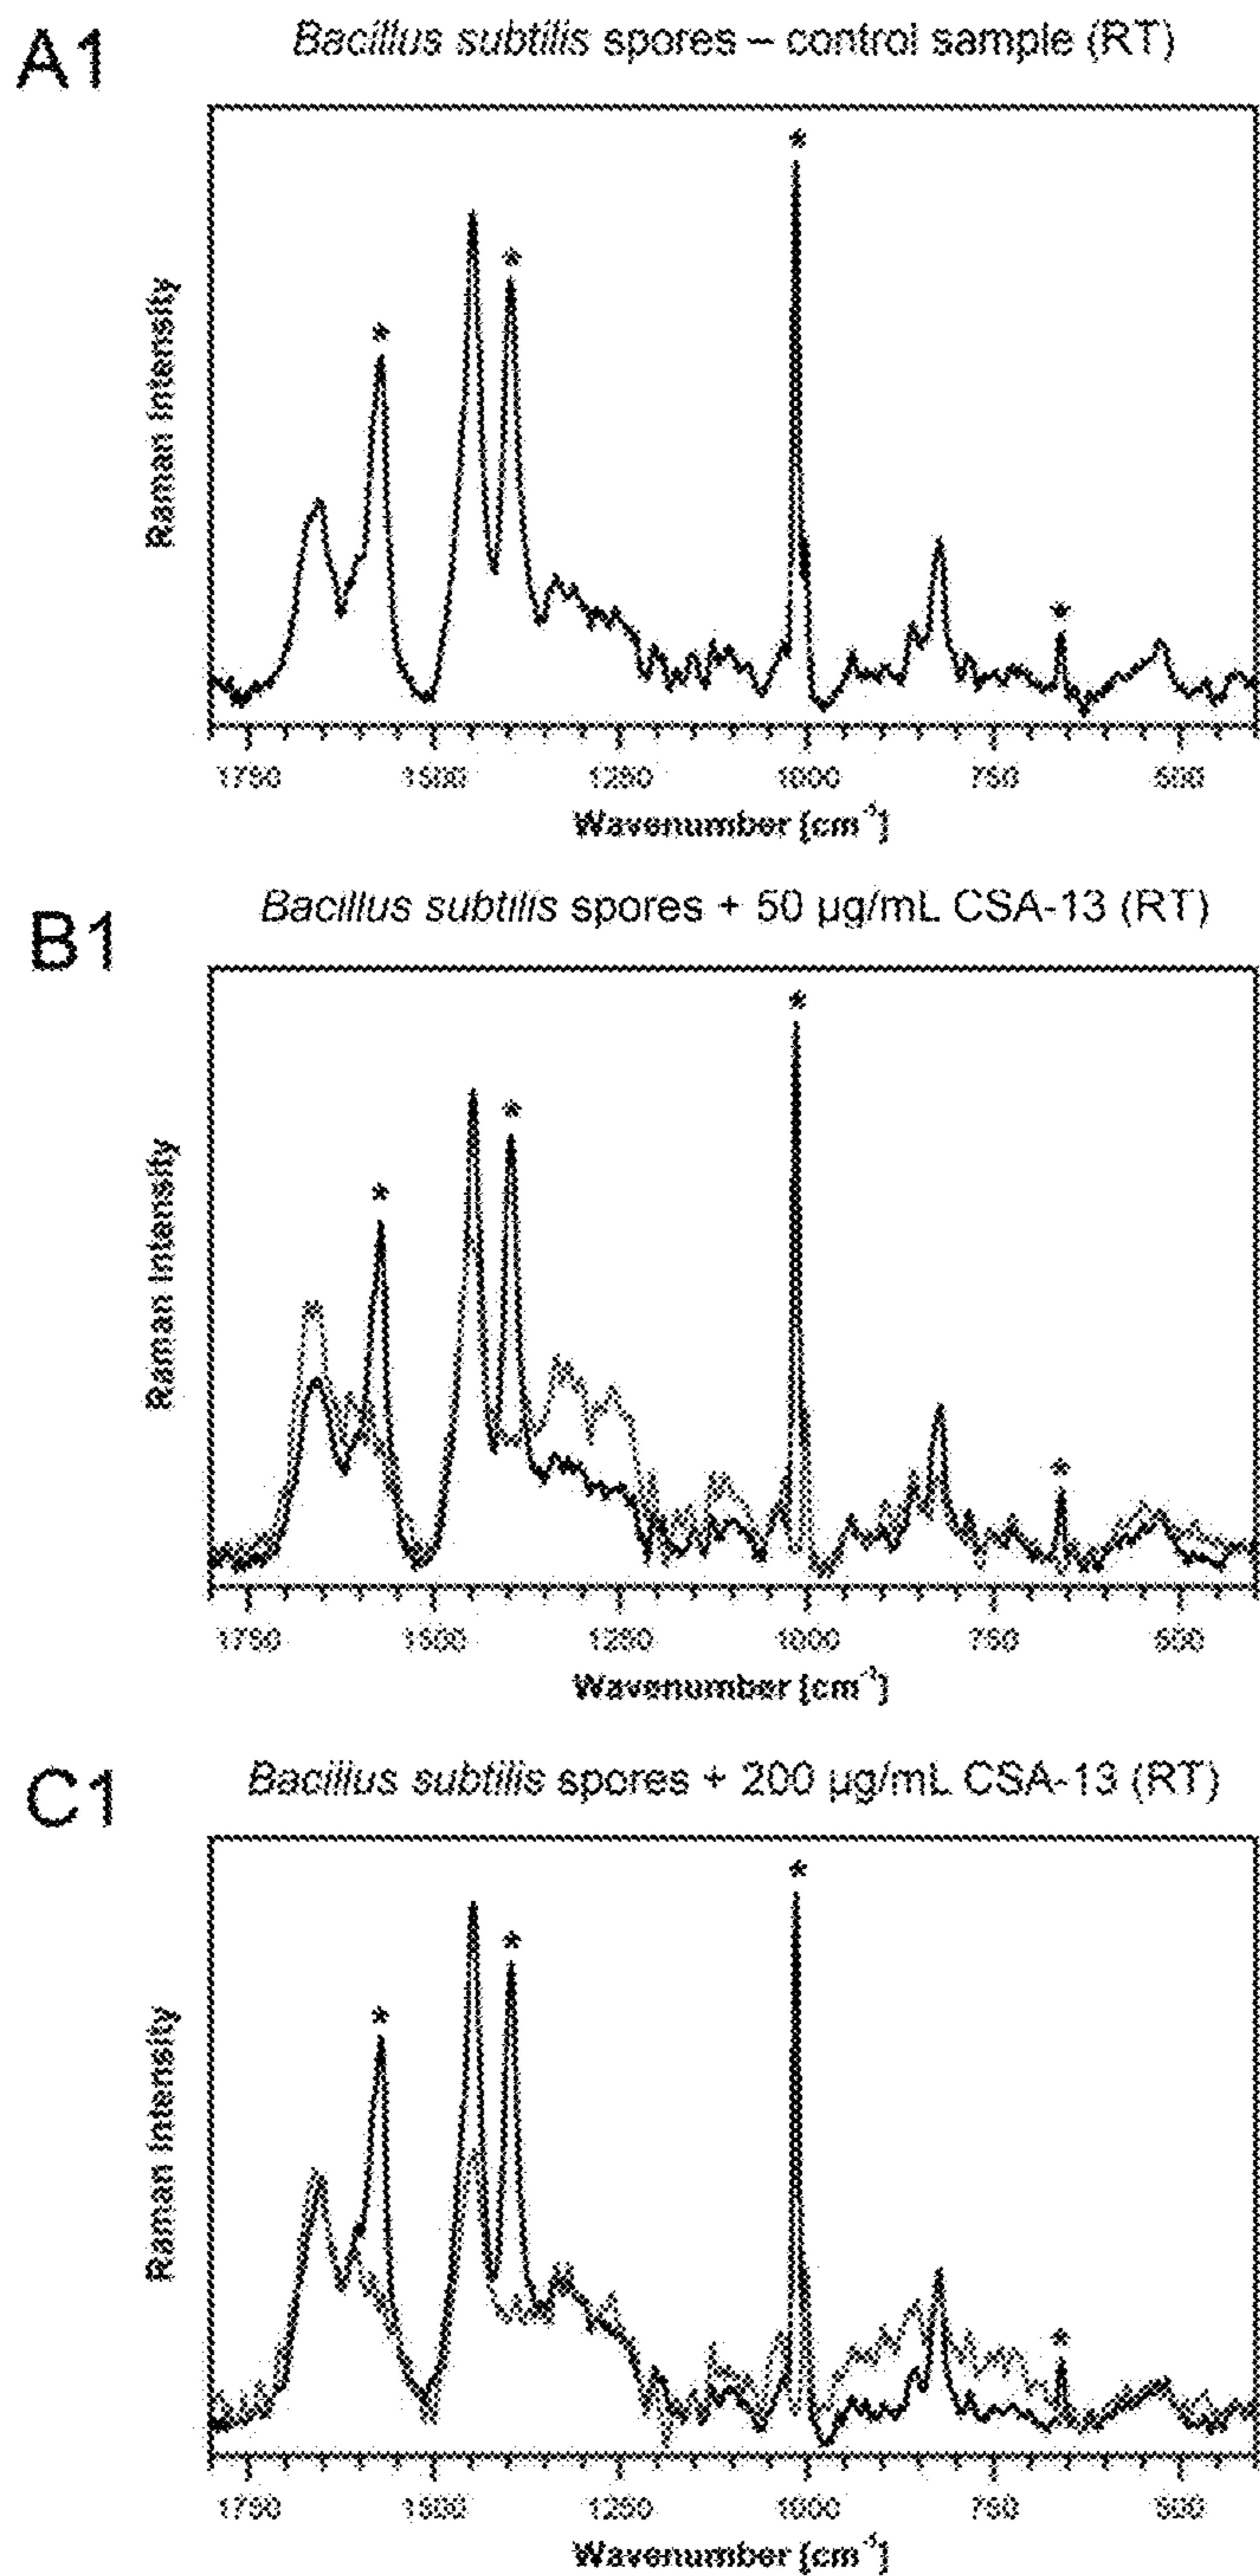 A1
Bacillus subtilis spores – control sample (RT)
*
*
*
*
Raman Intensity
1750 1500 1250 1000 750 500
Wavenumber [cm⁻¹]
B1
Bacillus subtilis spores + 50 µg/mL CSA-13 (RT)
*
*
*
*
Raman Intensity
1750 1500 1250 1000 750 500
Wavenumber [cm⁻¹]
C1
Bacillus subtilis spores + 200 µg/mL CSA-13 (RT)
*
*
*
*
Raman Intensity
1750 1500 1250 1000 750 500
Wavenumber [cm⁻¹]